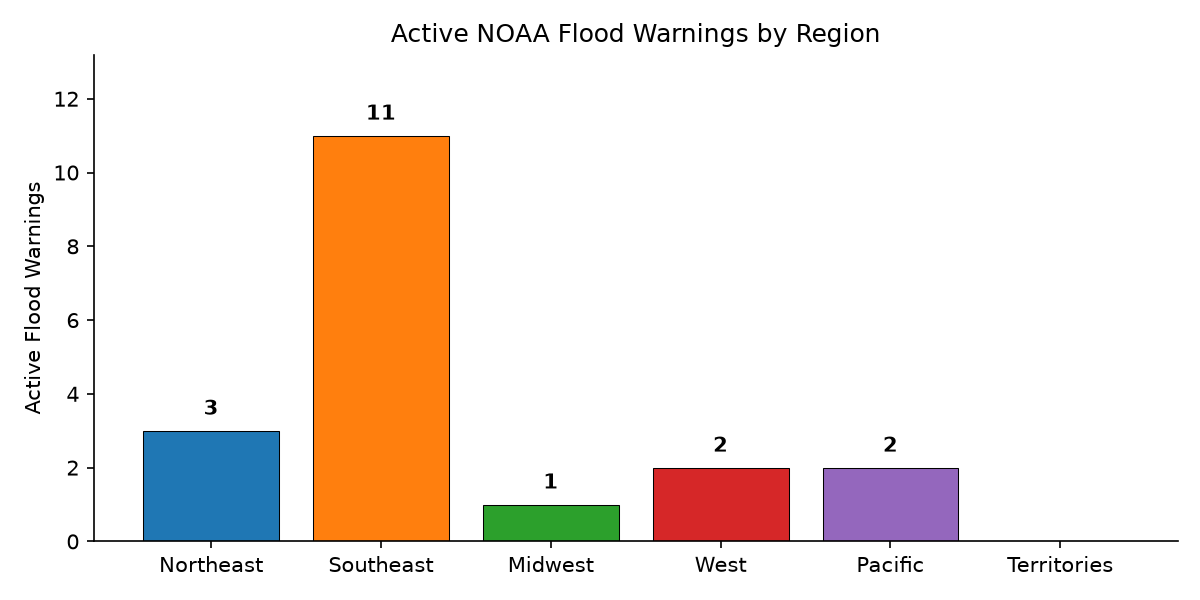 Active NOAA Flood Warnings by Region
Active Flood Warnings
12
10
8
6
4
2
0
3
11
1
2
2
Northeast
Southeast
Midwest
West
Pacific
Territories